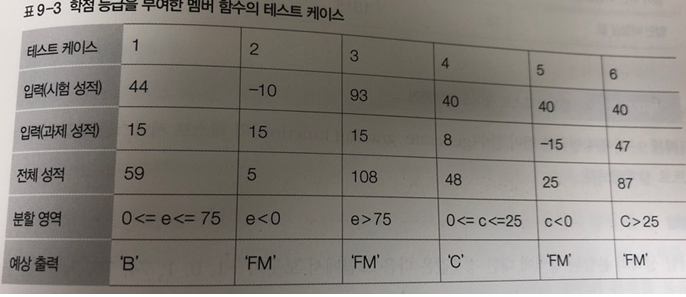 표 9-3 학점 등급을 부여한 멤버 함수의 테스트 케이스
테스트 케이스 1 2 3 4 5 6
입력(시험 성적) 44 -10 93 40 40 40
입력(과제 성적) 15 15 15 8 -15 47
전체 성적 59 5 108 48 25 87
분할 영역 0<= e<= 75 e<0 e>75 0<= c<=25 c<0 C>25
예상 출력 'B' 'FM' 'FM' 'C' 'FM' 'FM'